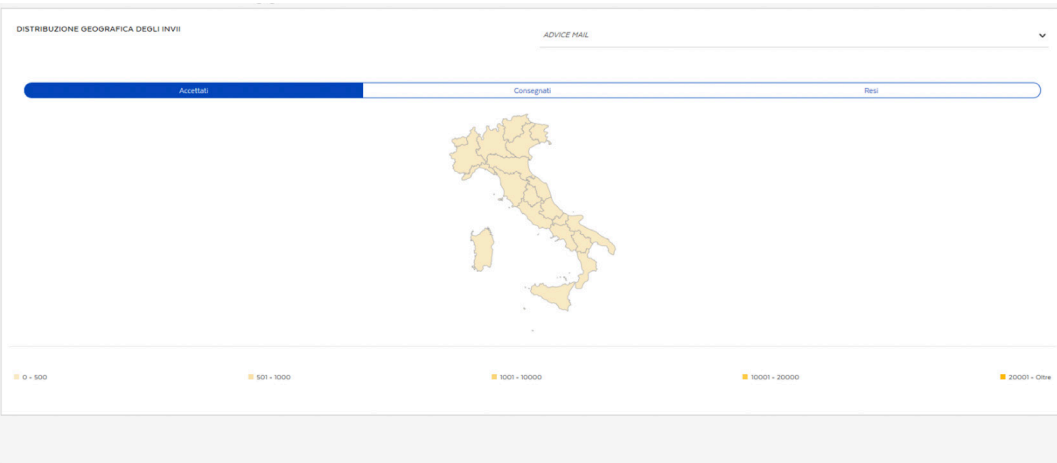 DISTRIBUZIONE GEOGRAFICA DEGLI INVII
ADVICE MAIL
Accettati Consegnati Resi
0 - 500 501 - 1000 1001 - 10000 10001 - 20000 20001 - Oltre